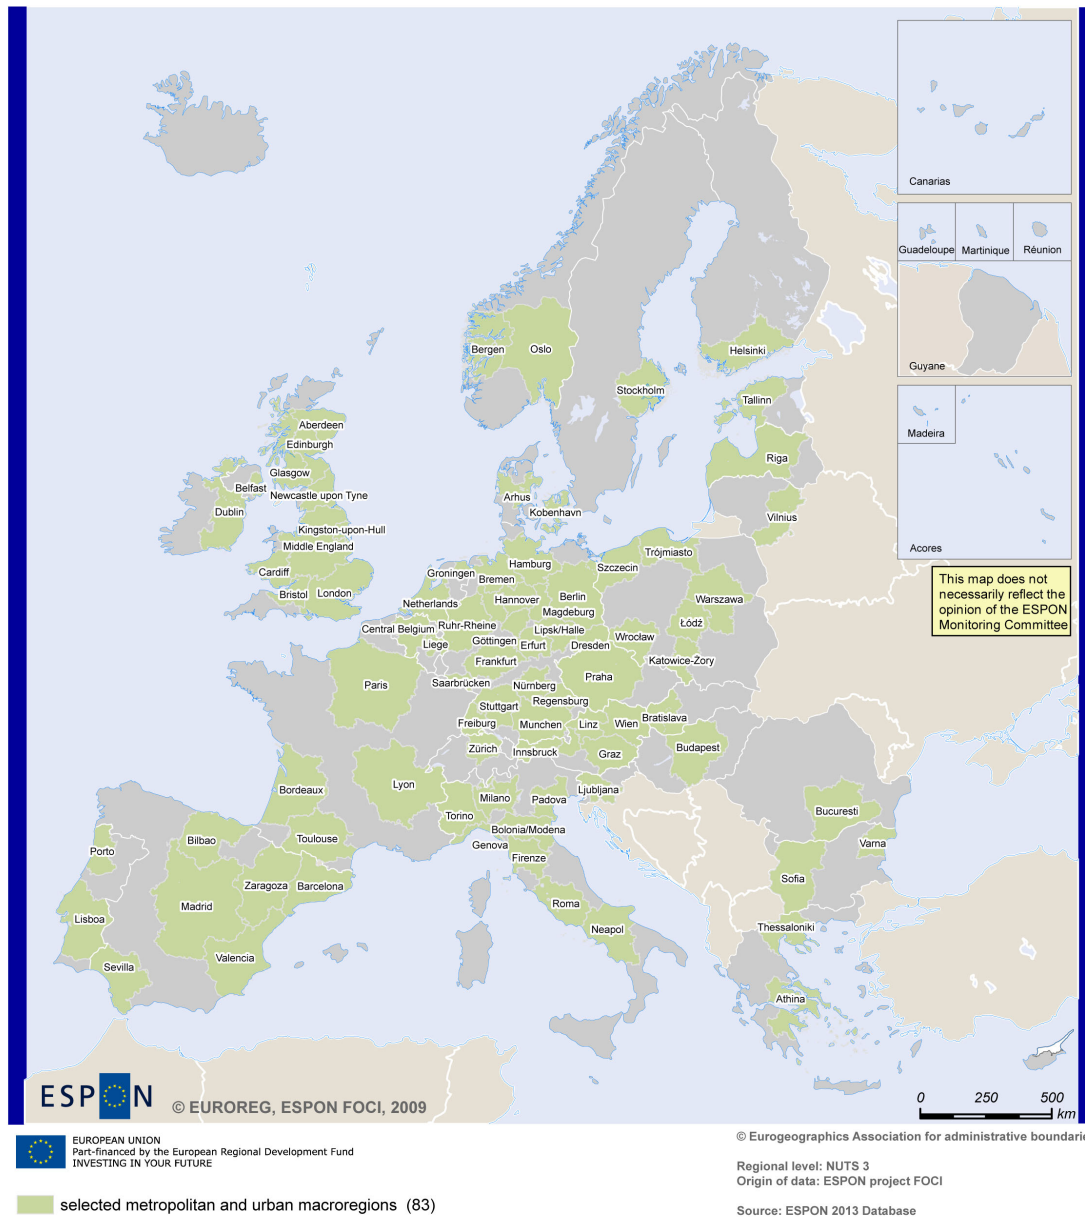 Canarias
Guadeloupe
Martinique
Réunion
Guyane
Madeira
Acores
This map does not
necessarily reflect the
opinion of the ESPON
Monitoring Committee
Bergen
Oslo
Helsinki
Stockholm
Tallinn
Aberdeen
Edinburgh
Riga
Glasgow
Belfast
Newcastle upon Tyne
Arhus
Dublin
Kobenhavn
Vilnius
Kingston-upon-Hull
Middle England
Trójmiasto
Hamburg
Szczecin
Cardiff
Groningen
Bremen
Bristol
London
Hannover
Berlin
Warszawa
Netherlands
Magdeburg
Łódź
Central Belgium
Ruhr-Rheine
Lipsk/Halle
Wrocław
Liege
Göttingen
Erfurt
Dresden
Frankfurt
Katowice-Żory
Praha
Paris
Saarbrücken
Nürnberg
Regensburg
Stuttgart
Freiburg
Munchen
Linz
Wien
Bratislava
Zürich
Innsbruck
Graz
Budapest
Lyon
Bordeaux
Ljubljana
Milano
Padova
Torino
Bucuresti
Bolonia/Modena
Bilbao
Toulouse
Genova
Varna
Porto
Firenze
Sofia
Zaragoza
Barcelona
Madrid
Roma
Lisboa
Neapol
Thessaloniki
Valencia
Sevilla
Athina
ESPON
© EUROREG, ESPON FOCI, 2009
0 250 500
km
EUROPEAN UNION
Part-financed by the European Regional Development Fund
INVESTING IN YOUR FUTURE
© Eurogeographics Association for administrative boundarie
Regional level: NUTS 3
Origin of data: ESPON project FOCI
Source: ESPON 2013 Database
selected metropolitan and urban macroregions (83)